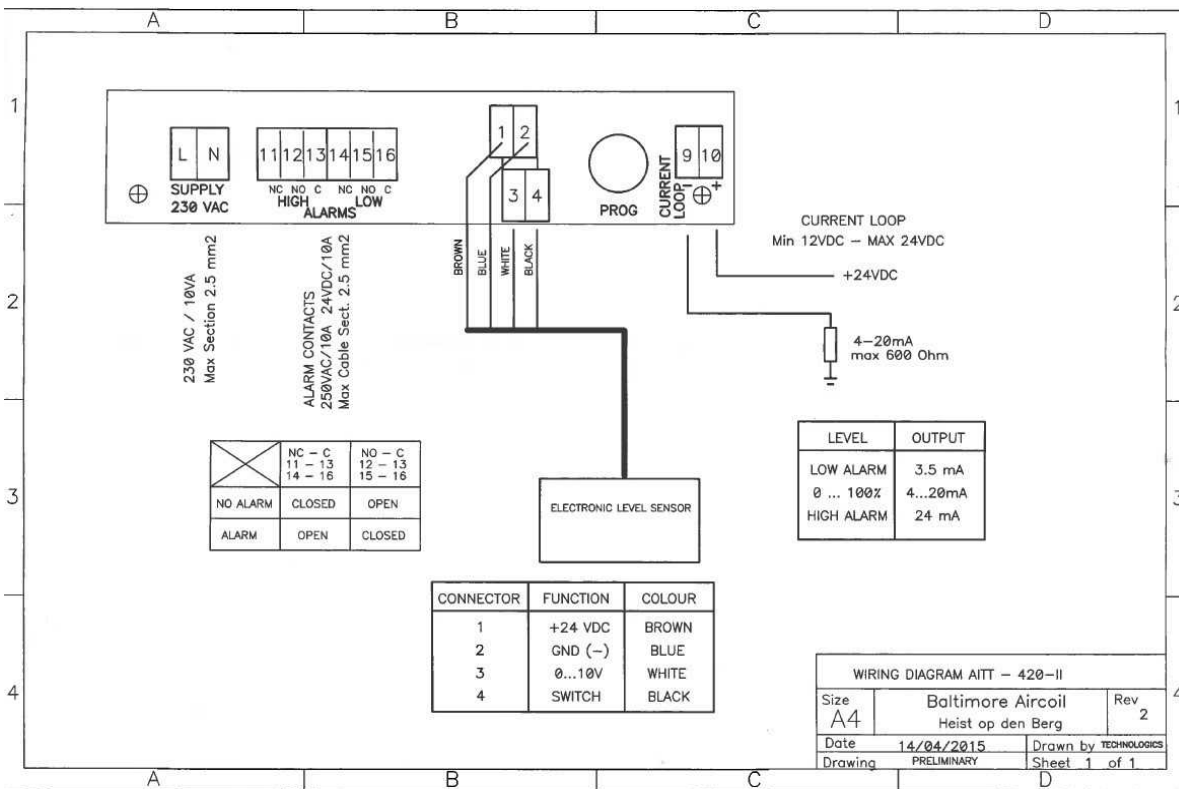 A B C D
1 1
L N
11 12 13 14 15 16
NC NO C NC NO C
HIGH LOW
ALARMS
SUPPLY
230 VAC
1 2
3 4
PROG
CURRENT
LOOP
9 10
- +
230 VAC / 10VA
Max Section 2.5 mm2
ALARM CONTACTS
250VAC/10A 24VDC/10A
Max Cable Sect. 2.5 mm2
BROWN
BLUE
WHITE
BLACK
CURRENT LOOP
Min 12VDC - MAX 24VDC
+24VDC
2 2
4-20mA
max 600 Ohm
NC - C NO - C
11 - 13 12 - 13
14 - 16 15 - 16
NO ALARM CLOSED OPEN
ALARM OPEN CLOSED
3 3
ELECTRONIC LEVEL SENSOR
LEVEL OUTPUT
LOW ALARM 3.5 mA
0 ... 100% 4...20mA
HIGH ALARM 24 mA
CONNECTOR FUNCTION COLOUR
1 +24 VDC BROWN
2 GND (-) BLUE
3 0...10V WHITE
4 SWITCH BLACK
4 4
WIRING DIAGRAM AITT - 420-II
Size A4
Baltimore Aircoil
Heist op den Berg
Rev 2
Date 14/04/2015 Drawn by TECHNOLOGICS
Drawing PRELIMINARY Sheet 1 of 1
A B C D